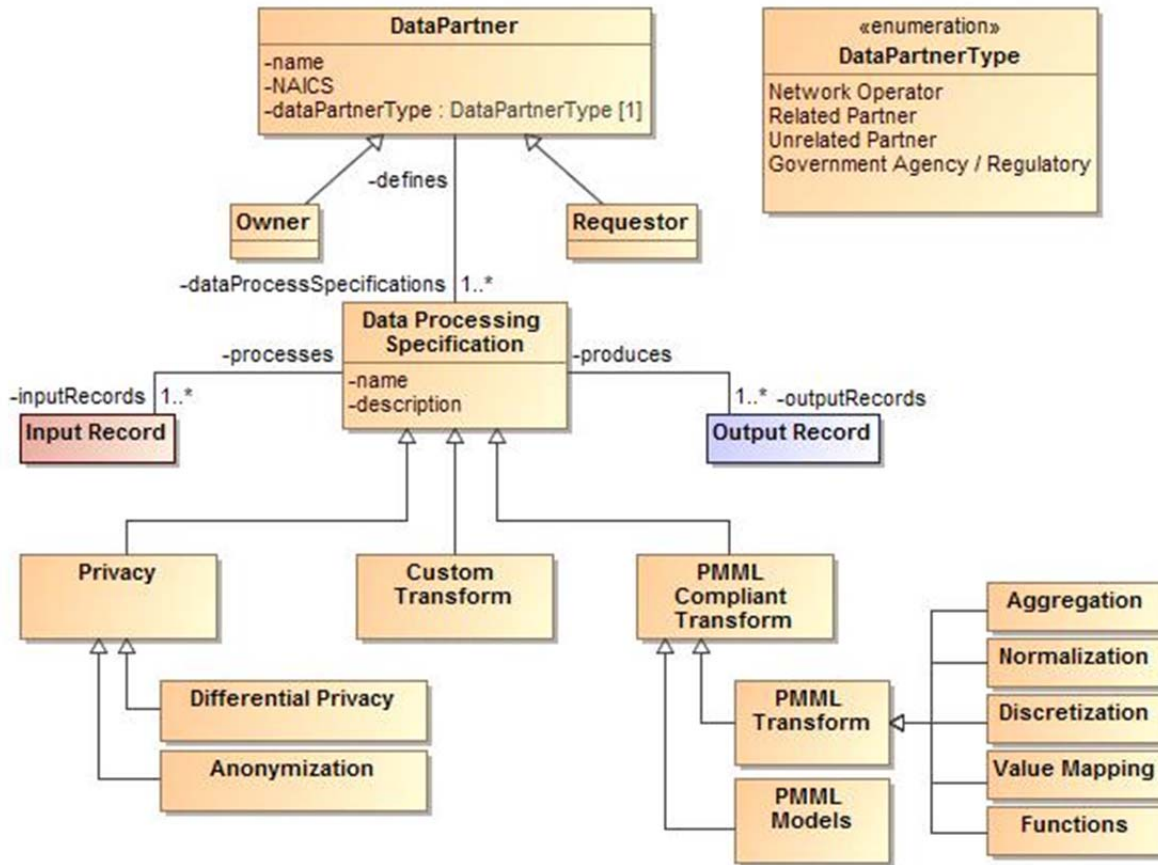 DataPartner
-name
-NAICS
-dataPartnerType : DataPartnerType [1]
«enumeration»
DataPartnerType
Network Operator
Related Partner
Unrelated Partner
Government Agency / Regulatory
-defines
Owner
Requestor
-dataProcessSpecifications
1..*
Data Processing
Specification
-name
-description
-processes
-produces
-inputRecords
1..*
1..*
-outputRecords
Input Record
Output Record
Privacy
Custom
Transform
PMML
Compliant
Transform
Differential Privacy
Anonymization
PMML
Transform
PMML
Models
Aggregation
Normalization
Discretization
Value Mapping
Functions